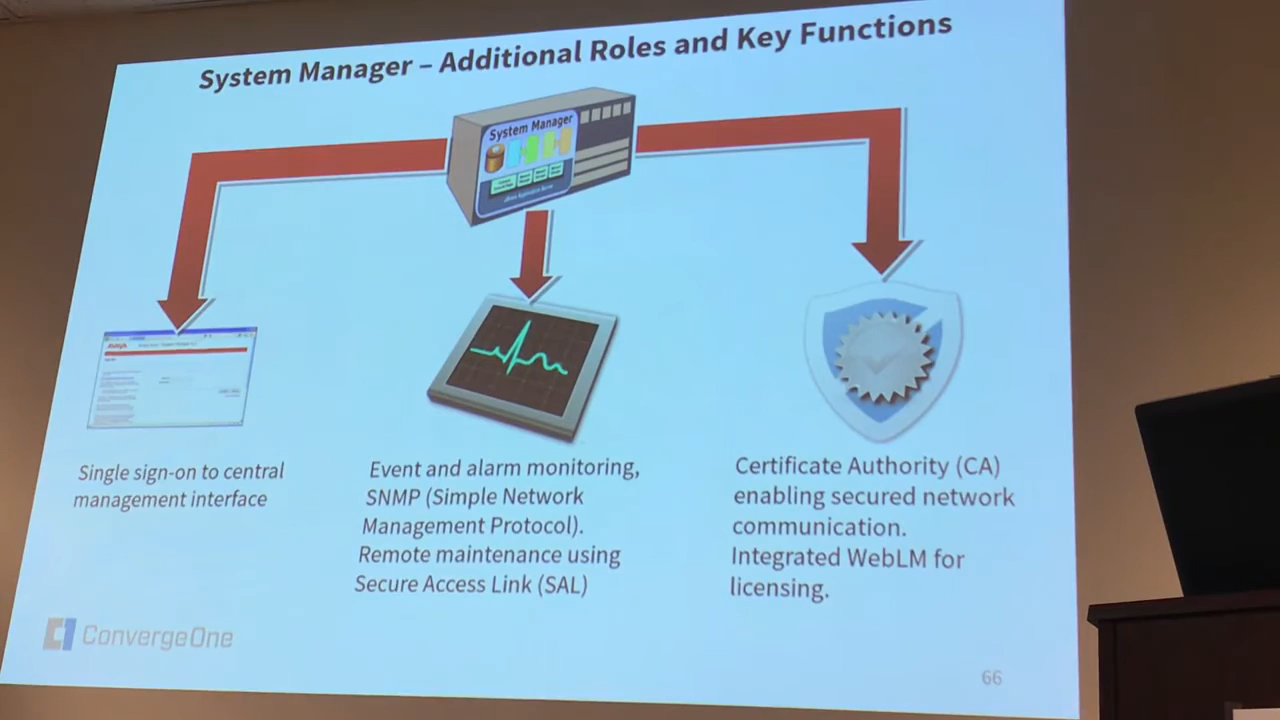 System Manager – Additional Roles and Key Functions
System Manager
AVAYA
Single sign-on to central
management interface
Event and alarm monitoring,
SNMP (Simple Network
Management Protocol).
Remote maintenance using
Secure Access Link (SAL)
Certificate Authority (CA)
enabling secured network
communication.
Integrated WebLM for
licensing.
ConvergeOne
66